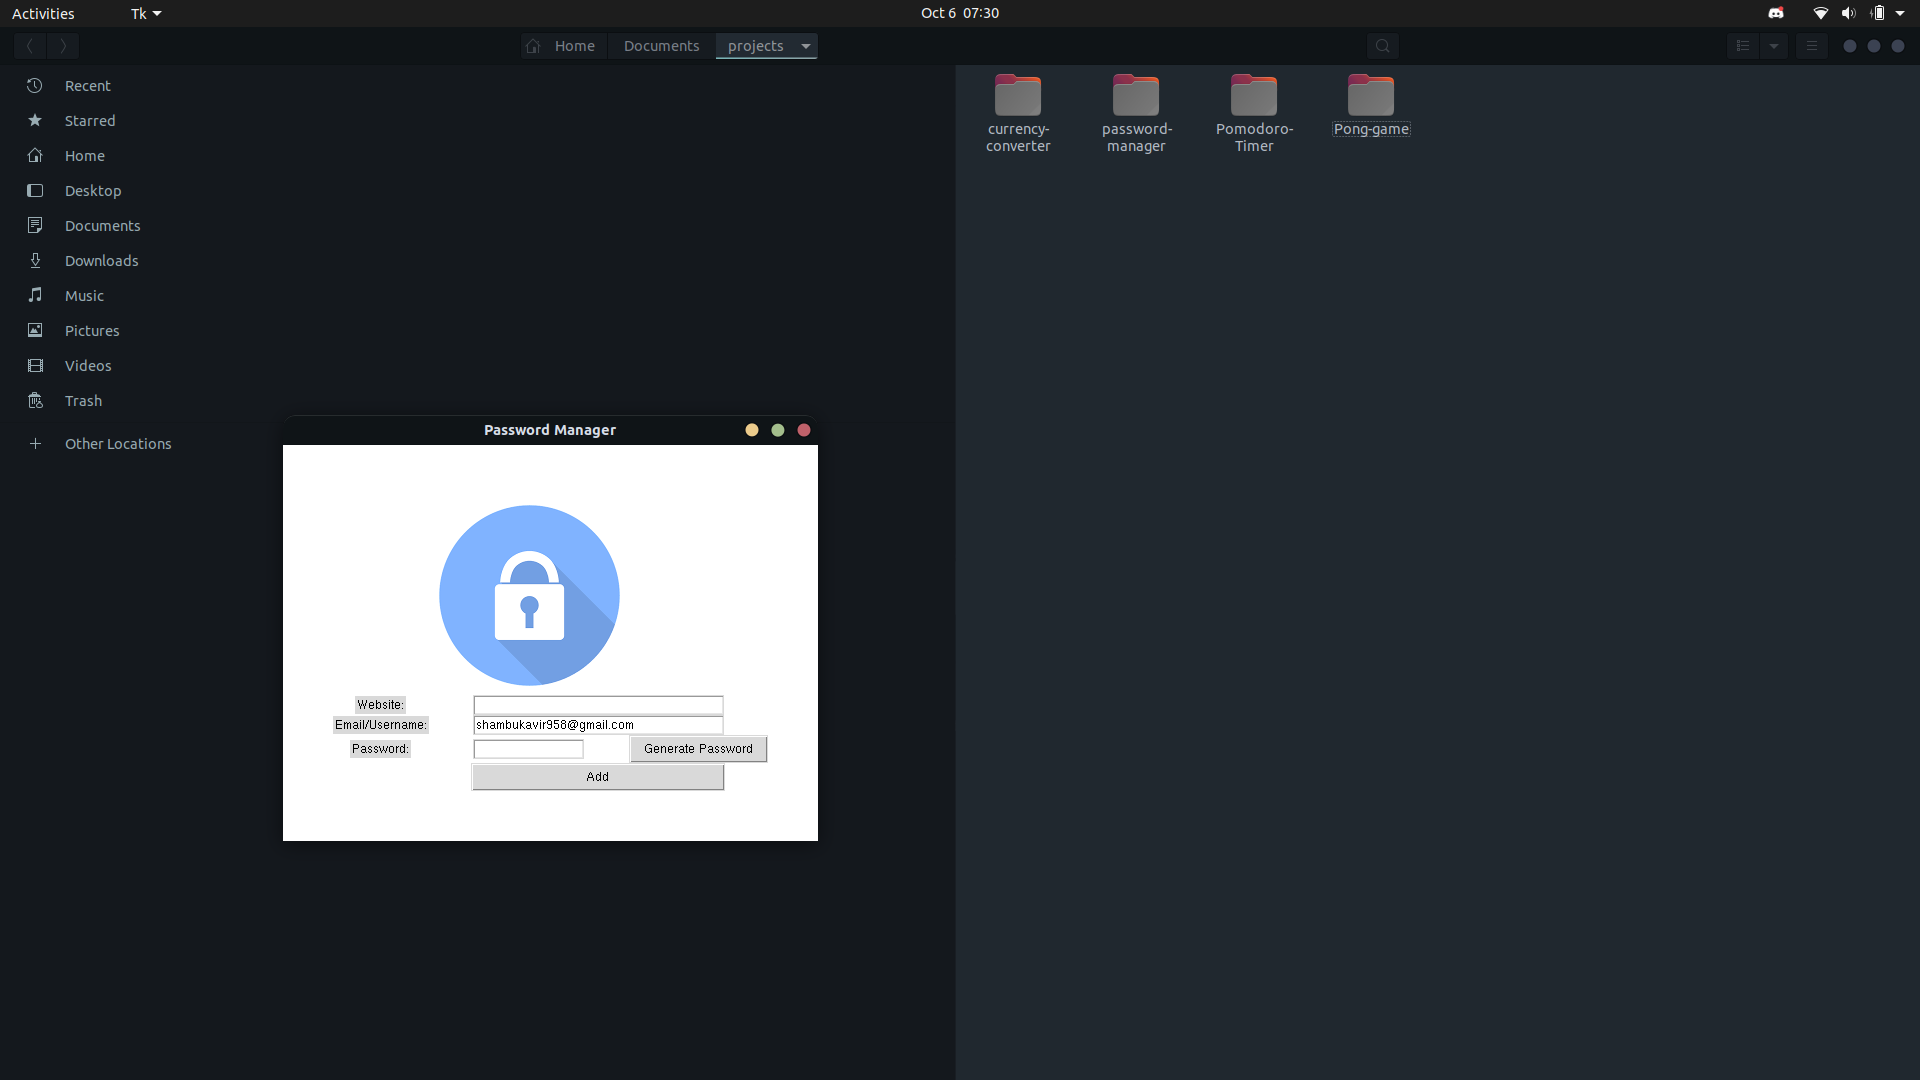 Activities
Tk
Oct 6 07:30
Home
Documents
projects
Recent
Starred
Home
Desktop
Documents
Downloads
Music
Pictures
Videos
Trash
Other Locations
currency-
converter
password-
manager
Pomodoro-
Timer
Pong-game
Password Manager
Website:
Email/Username:
shambukavir958@gmail.com
Password:
Generate Password
Add